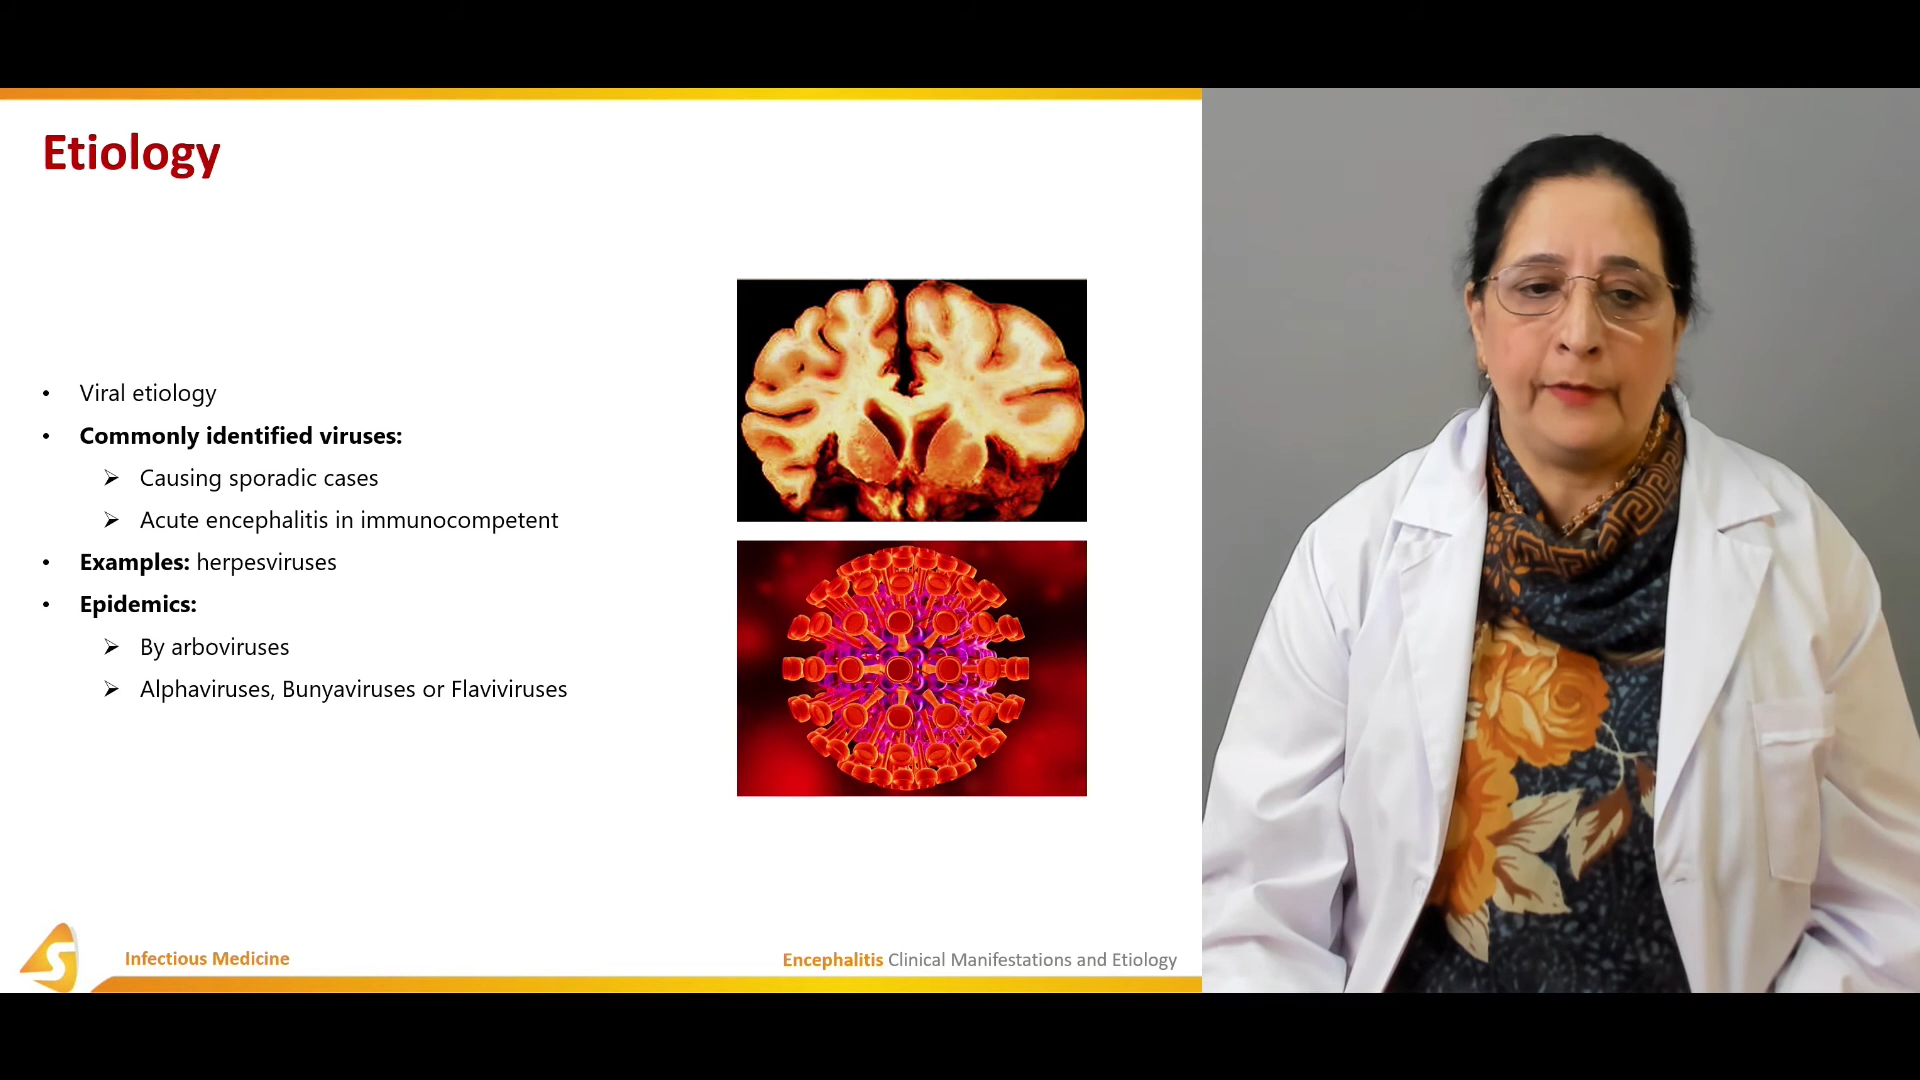 Etiology
• Viral etiology
• Commonly identified viruses:
➢ Causing sporadic cases
➢ Acute encephalitis in immunocompetent
• Examples: herpesviruses
• Epidemics:
➢ By arboviruses
➢ Alphaviruses, Bunyaviruses or Flaviviruses
S
Infectious Medicine
Encephalitis Clinical Manifestations and Etiology